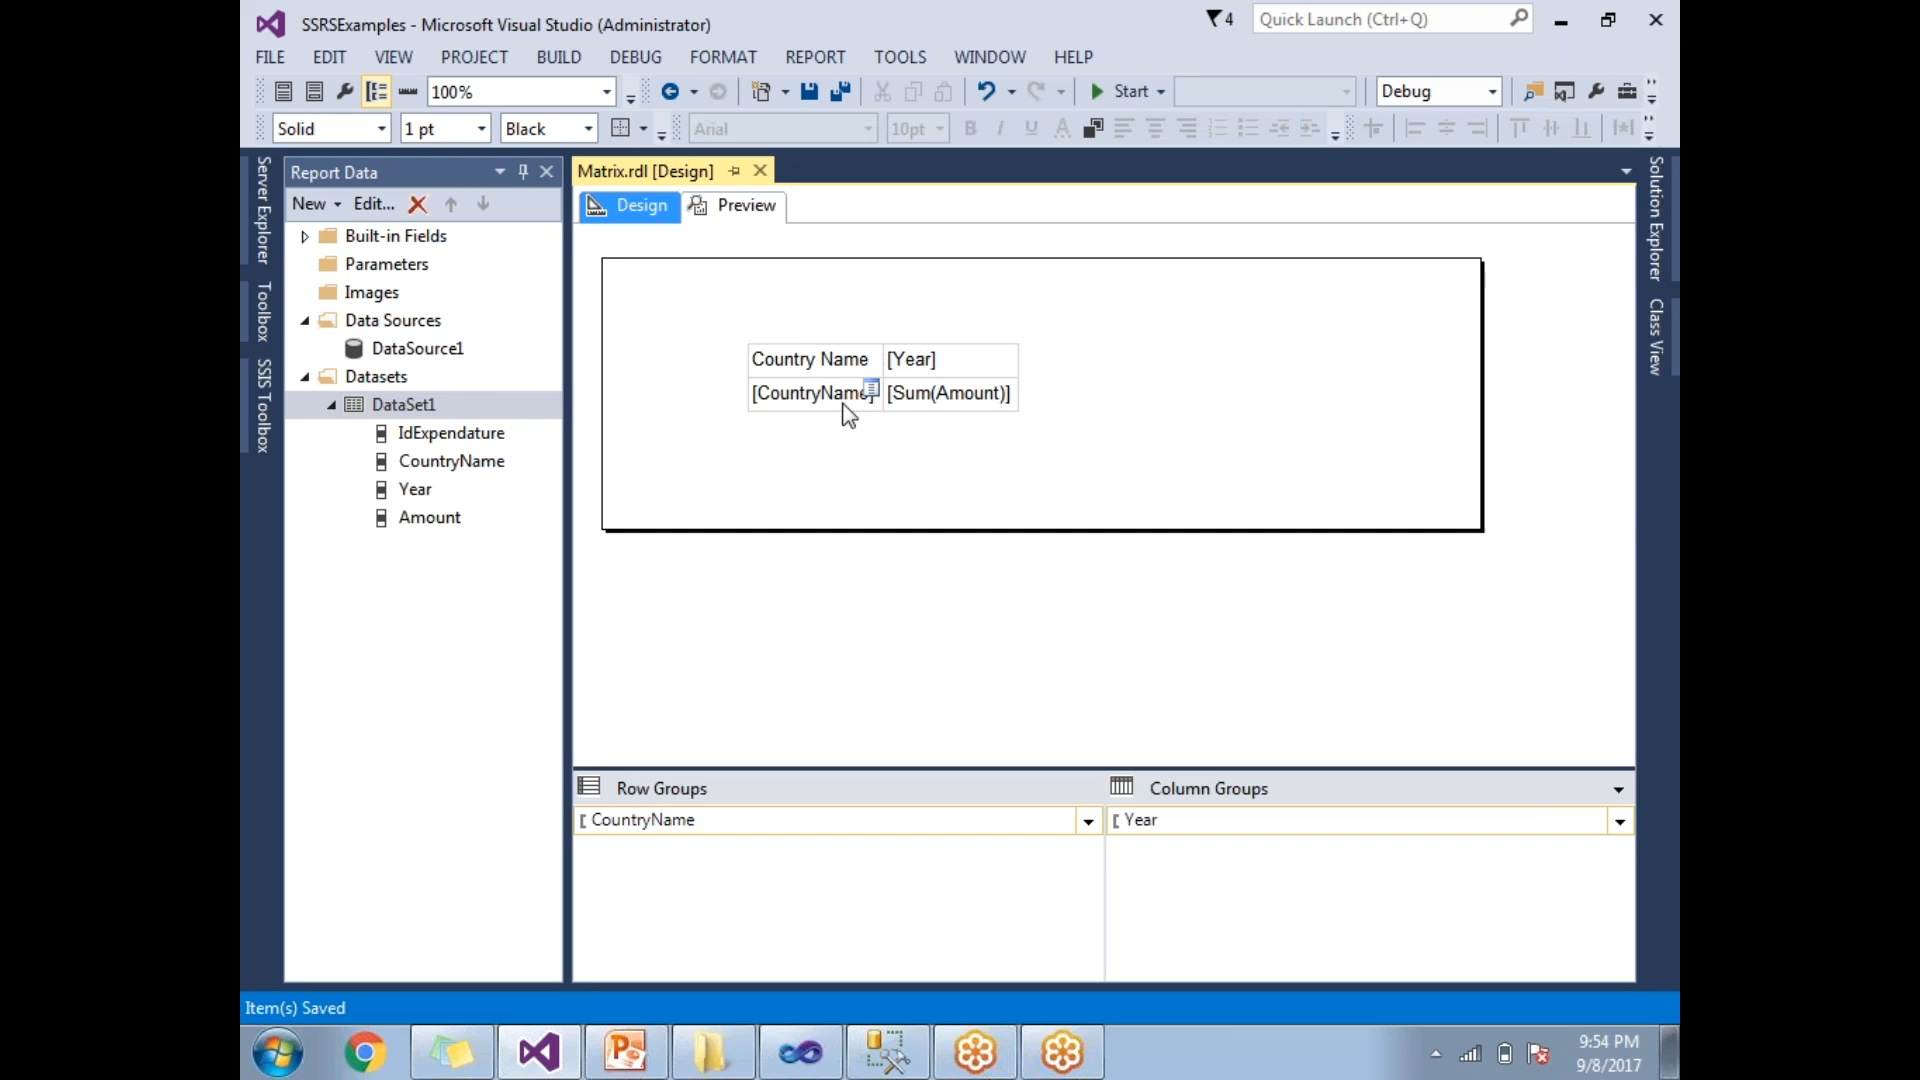 SSRSExamples - Microsoft Visual Studio (Administrator)
4
Quick Launch (Ctrl+Q)
FILE EDIT VIEW PROJECT BUILD DEBUG FORMAT REPORT TOOLS WINDOW HELP
100%
Start
Debug
Solid
1 pt
Black
Arial
10pt
B I U A
Server Explorer
Toolbox
SSIS Toolbox
Report Data
New Edit...
Built-in Fields
Parameters
Images
Data Sources
DataSource1
Datasets
DataSet1
IdExpendature
CountryName
Year
Amount
Matrix.rdl [Design]
Design
Preview
Country Name [Year]
[CountryName] [Sum(Amount)]
Row Groups
[ CountryName
Column Groups
[ Year
Solution Explorer
Class View
Item(s) Saved
9:54 PM
9/8/2017